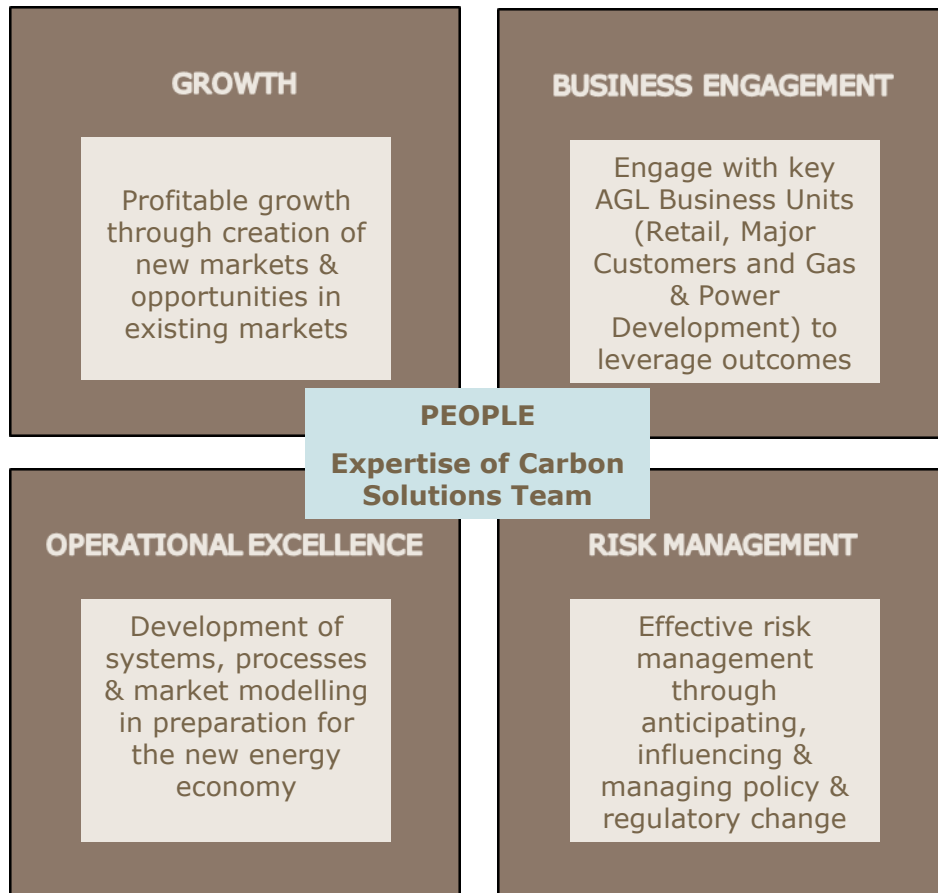 GROWTH
Profitable growth
through creation of
new markets &
opportunities in
existing markets
BUSINESS ENGAGEMENT
Engage with key
AGL Business Units
(Retail, Major
Customers and Gas
& Power
Development) to
leverage outcomes
PEOPLE
Expertise of Carbon
Solutions Team
OPERATIONAL EXCELLENCE
Development of
systems, processes
& market modelling
in preparation for
the new energy
economy
RISK MANAGEMENT
Effective risk
management
through
anticipating,
influencing &
managing policy &
regulatory change